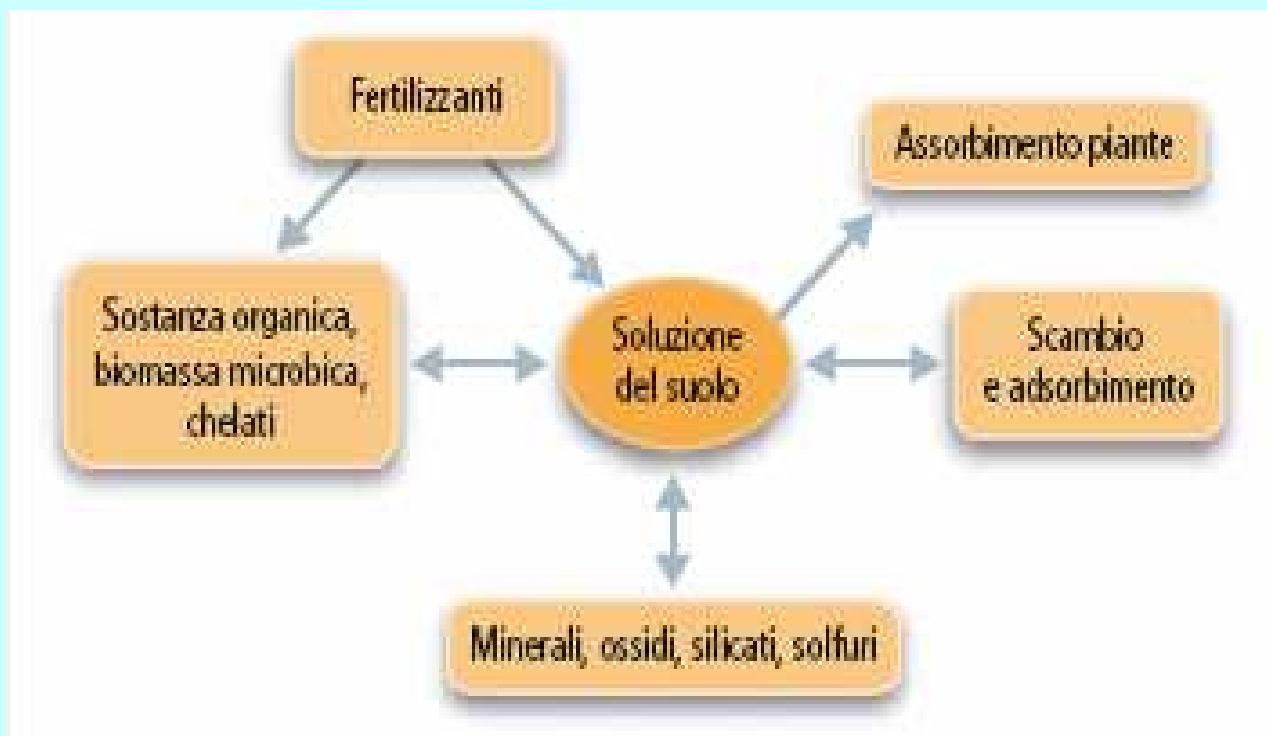 Fertilizzanti
Assorbimento piante
Sostanza organica,
biomassa microbica,
chelati
Soluzione
del suolo
Scambio
e adsorbimento
Minerali, ossidi, silicati, solfuri